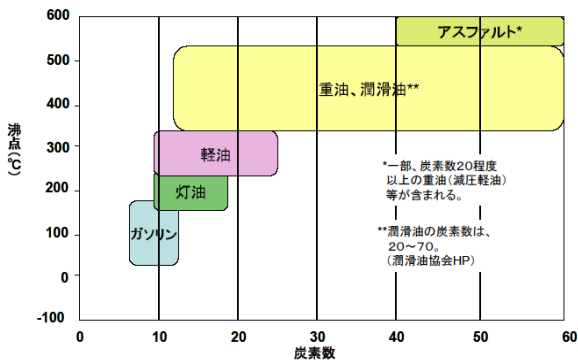 600
500
400
300
200
100
0
-100
沸点(℃)
アスファルト*
重油、潤滑油**
軽油
灯油
ガソリン
*一部、炭素数20程度
以上の重油(減圧軽油)
等が含まれる。
**潤滑油の炭素数は、
20～70。
(潤滑油協会HP)
0 10 20 30 40 50 60
炭素数